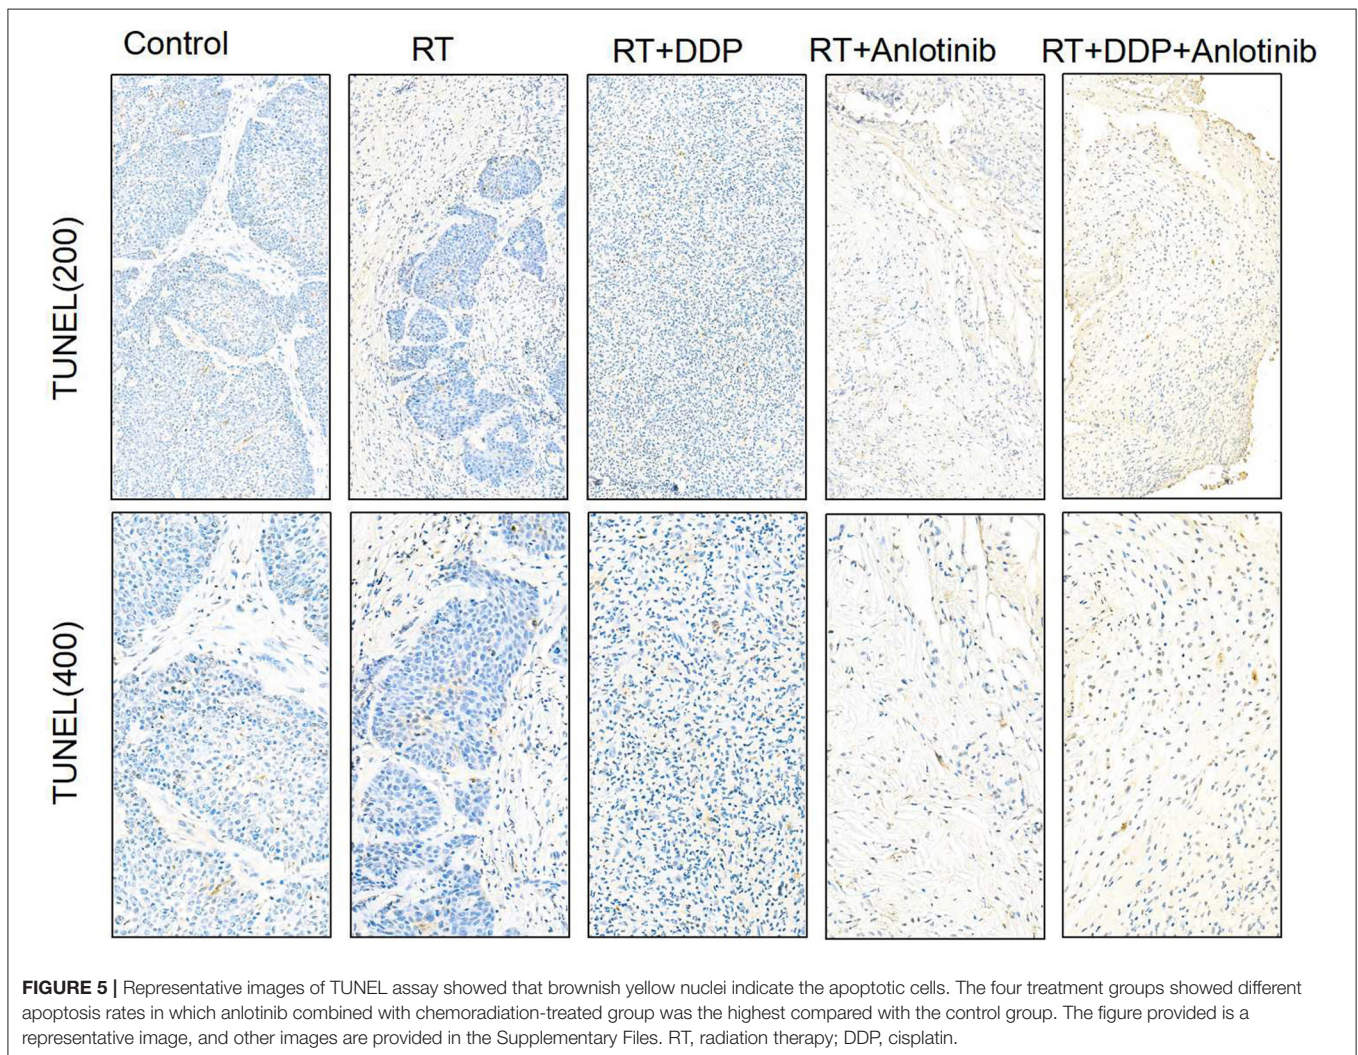 Control
RT
RT+DDP
RT+Anlotinib
RT+DDP+Anlotinib
TUNEL(200)
TUNEL(400)
FIGURE 5 | Representative images of TUNEL assay showed that brownish yellow nuclei indicate the apoptotic cells. The four treatment groups showed different
apoptosis rates in which anlotinib combined with chemoradiation-treated group was the highest compared with the control group. The figure provided is a
representative image, and other images are provided in the Supplementary Files. RT, radiation therapy; DDP, cisplatin.